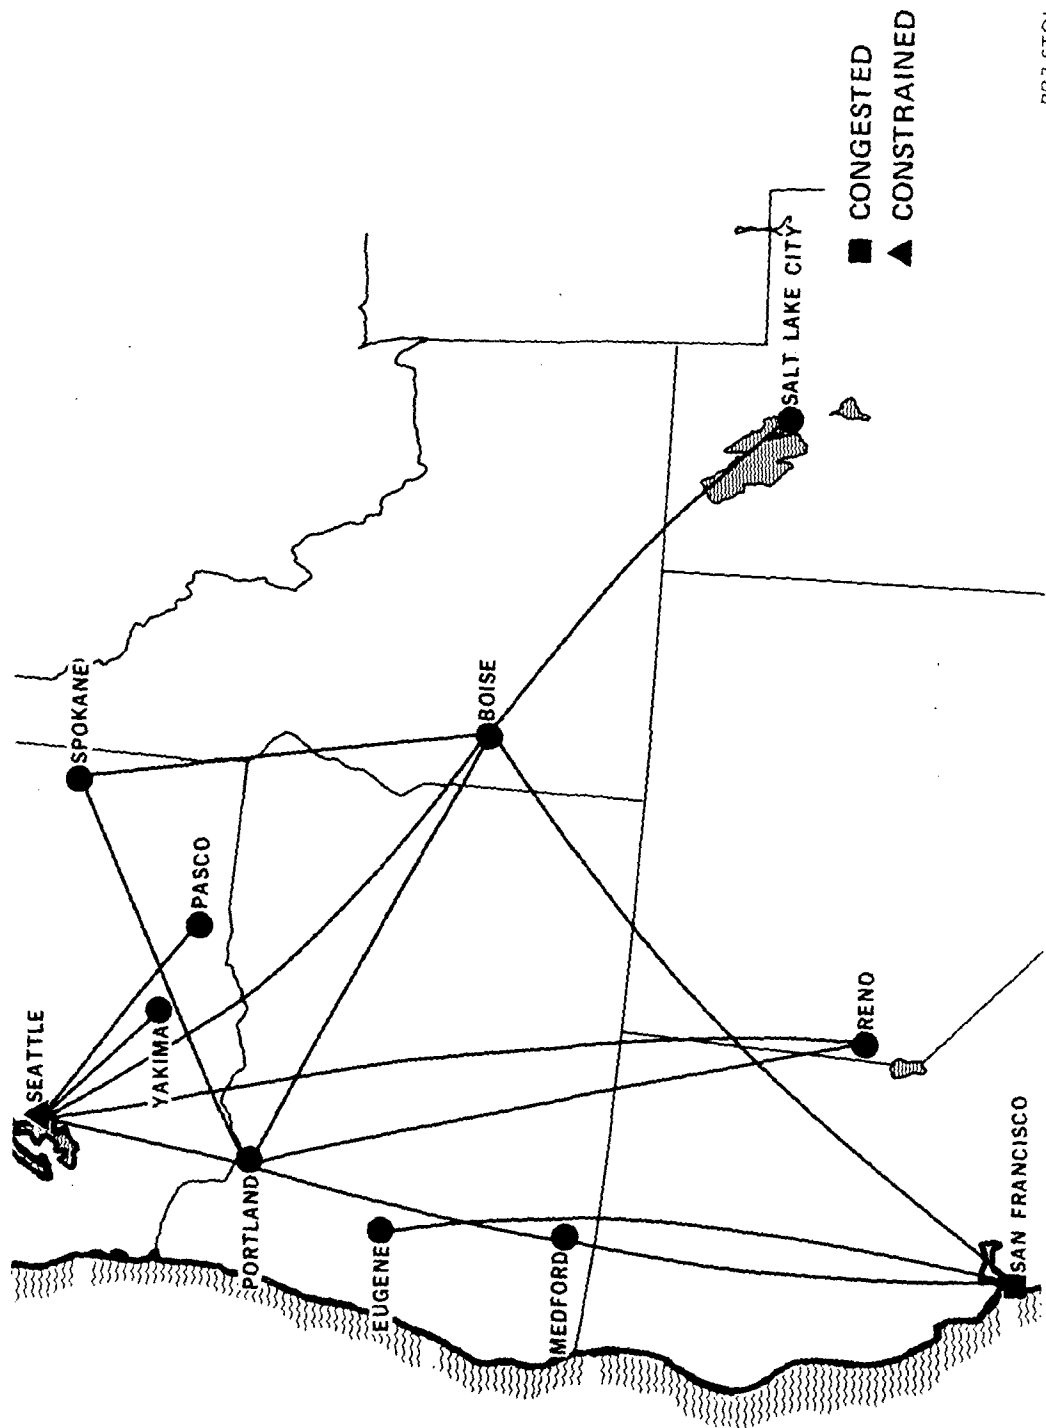 SEATTLE
SPOKANE
YAKIMA
PASCO
PORTLAND
EUGENE
BOISE
MEDFORD
SALT LAKE CITY
RENO
SAN FRANCISCO
CONGESTED
CONSTRAINED